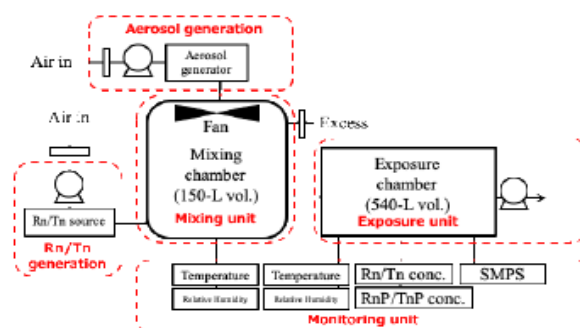 Aerosol generation
Air in
Aerosol
generator
Air in
Fan
Excess
Mixing
chamber
(150-L vol.)
Mixing unit
Exposure
chamber
(540-L vol.)
Exposure unit
Rn/Tn source
Rn/Tn
generation
Temperature
Relative Humidity
Temperature
Relative Humidity
Rn/Tn conc.
RnP/TnP conc.
SMPS
Monitoring unit